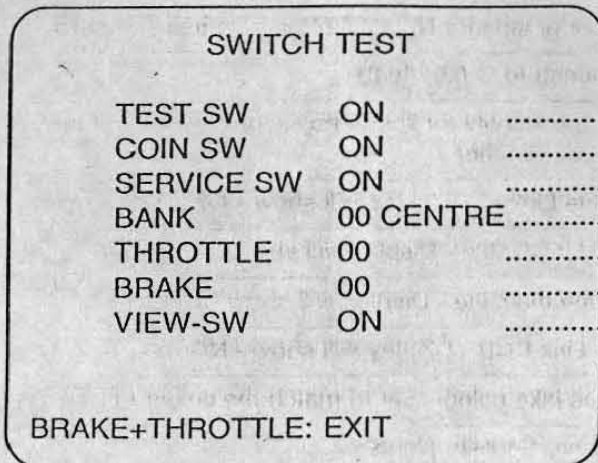 SWITCH TEST
TEST SW ON ............
COIN SW ON ............
SERVICE SW ON ............
BANK 00 CENTRE ............
THROTTLE 00 ............
BRAKE 00 ............
VIEW-SW ON ............
BRAKE+THROTTLE: EXIT